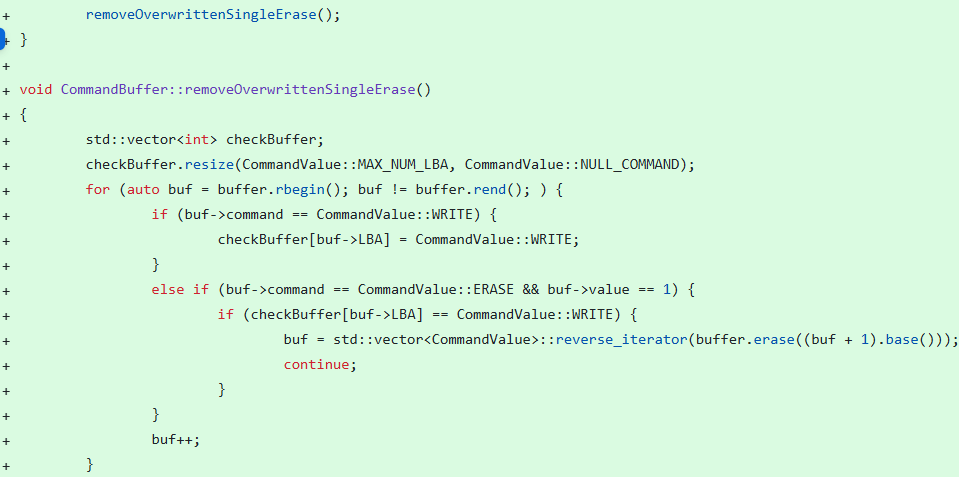 + removeOverwrittenSingleErase();
+ }
+
+ void CommandBuffer::removeOverwrittenSingleErase()
+ {
+ std::vector<int> checkBuffer;
+ checkBuffer.resize(CommandValue::MAX_NUM_LBA, CommandValue::NULL_COMMAND);
+ for (auto buf = buffer.rbegin(); buf != buffer.rend(); ) {
+ if (buf->command == CommandValue::WRITE) {
+ checkBuffer[buf->LBA] = CommandValue::WRITE;
+ }
+ else if (buf->command == CommandValue::ERASE && buf->value == 1) {
+ if (checkBuffer[buf->LBA] == CommandValue::WRITE) {
+ buf = std::vector<CommandValue>::reverse_iterator(buffer.erase((buf + 1).base()));
+ continue;
+ }
+ }
+ buf++;
+ }